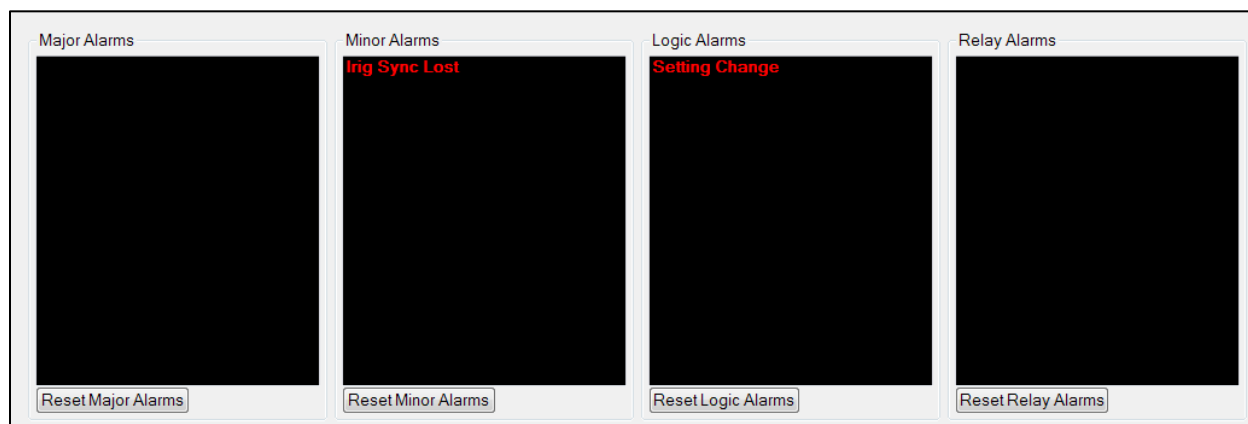 Major Alarms
Minor Alarms
Logic Alarms
Relay Alarms
Irig Sync Lost
Setting Change
Reset Major Alarms
Reset Minor Alarms
Reset Logic Alarms
Reset Relay Alarms